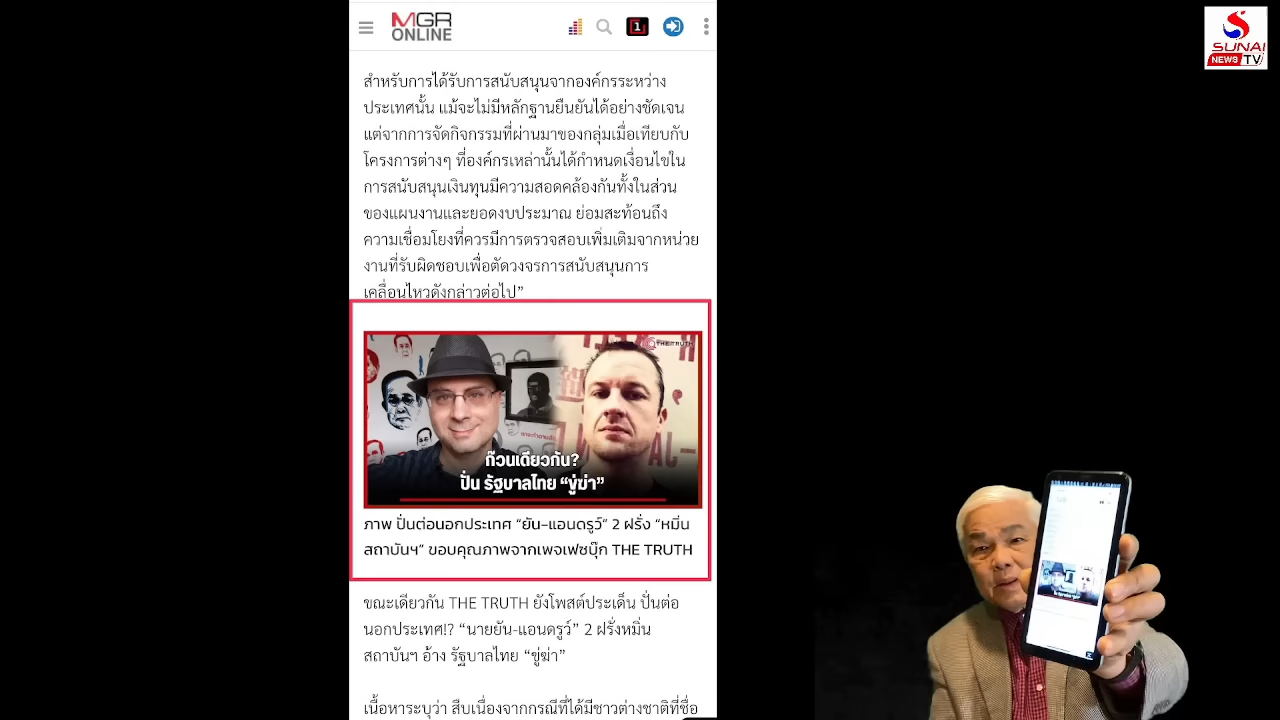 MGR
ONLINE
1
SUNAI
NEWS TV
สำหรับการได้รับการสนับสนุนจากองค์กรระหว่าง
ประเทศนั้น แม้จะไม่มีหลักฐานยืนยันได้อย่างชัดเจน
แต่จากการจัดกิจกรรมที่ผ่านมาของกลุ่มเมื่อเทียบกับ
โครงการต่างๆ ที่องค์กรเหล่านั้นได้กำหนดเงื่อนไขใน
การสนับสนุนเงินทุนมีความสอดคล้องกันทั้งในส่วน
ของแผนงานและยอดงบประมาณ ย่อมสะท้อนถึง
ความเชื่อมโยงที่ควรมีการตรวจสอบเพิ่มเติมจากหน่วย
งานที่รับผิดชอบเพื่อตัดวงจรการสนับสนุนการ
เคลื่อนไหวดังกล่าวต่อไป”
THE TRUTH
ก๊วนเดียวกัน?
ปั่น รัฐบาลไทย “ขู่ฆ่า”
ภาพ ปั่นต่อนอกประเทศ “ยัน-แอนดรูว์” 2 ฝรั่ง “หมิ่น
สถาบันฯ” ขอบคุณภาพจากเพจเฟซบุ๊ก THE TRUTH
ขณะเดียวกัน THE TRUTH ยังโพสต์ประเด็น ปั่นต่อ
นอกประเทศ!? “นายยัน-แอนดรูว์” 2 ฝรั่งหมิ่น
สถาบันฯ อ้าง รัฐบาลไทย “ขู่ฆ่า”
เนื้อหาระบุว่า สืบเนื่องจากกรณีที่ได้มีชาวต่างชาติที่ชื่อ